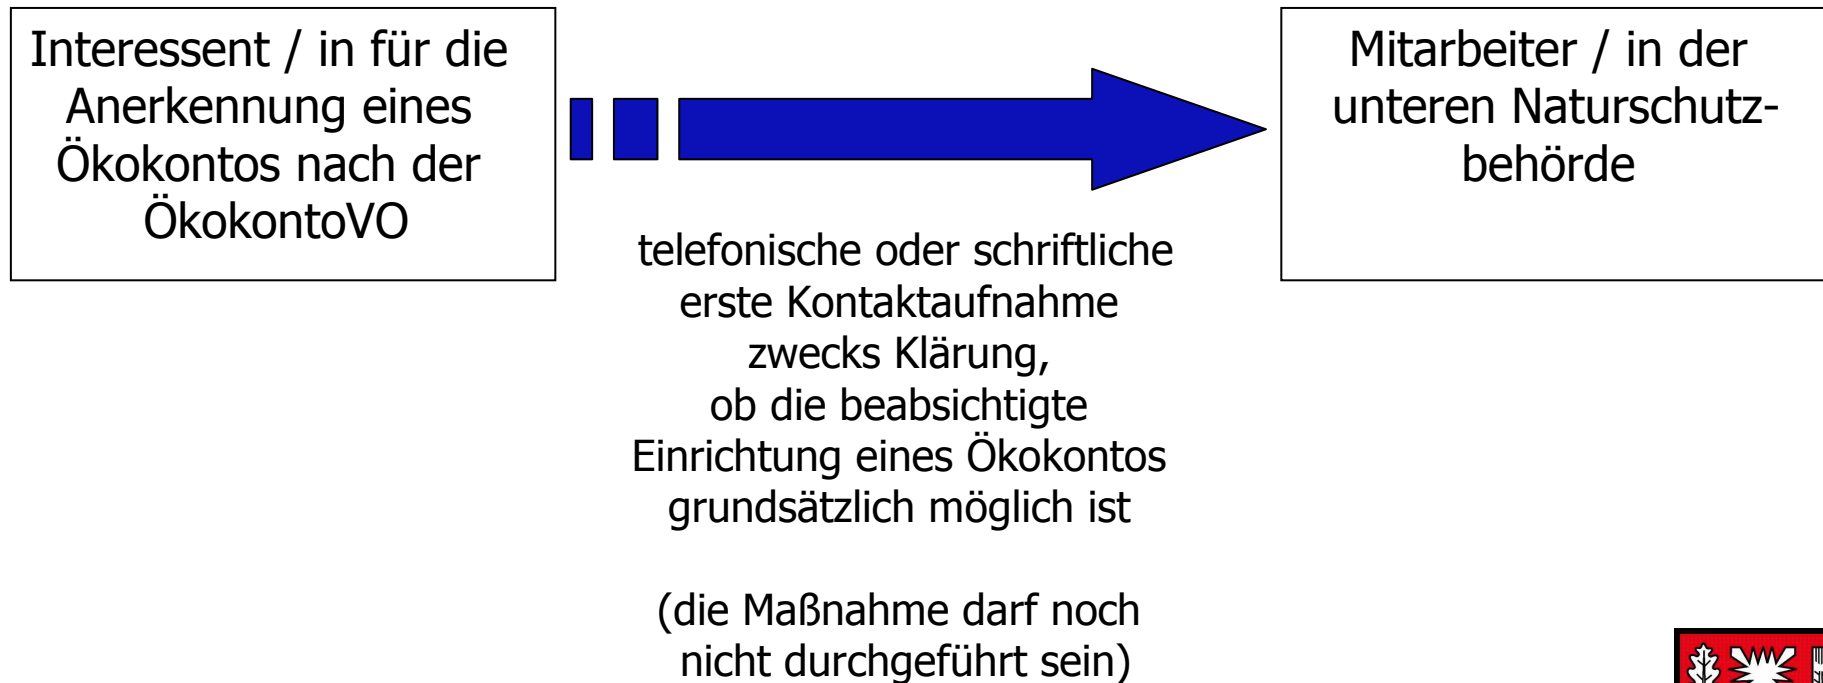 Interessent / in für die
Anerkennung eines
Ökokontos nach der
ÖkokontoVO
Mitarbeiter / in der
unteren Naturschutz-
behörde
telefonische oder schriftliche
erste Kontaktaufnahme
zwecks Klärung,
ob die beabsichtigte
Einrichtung eines Ökokontos
grundsätzlich möglich ist
(die Maßnahme darf noch
nicht durchgeführt sein)